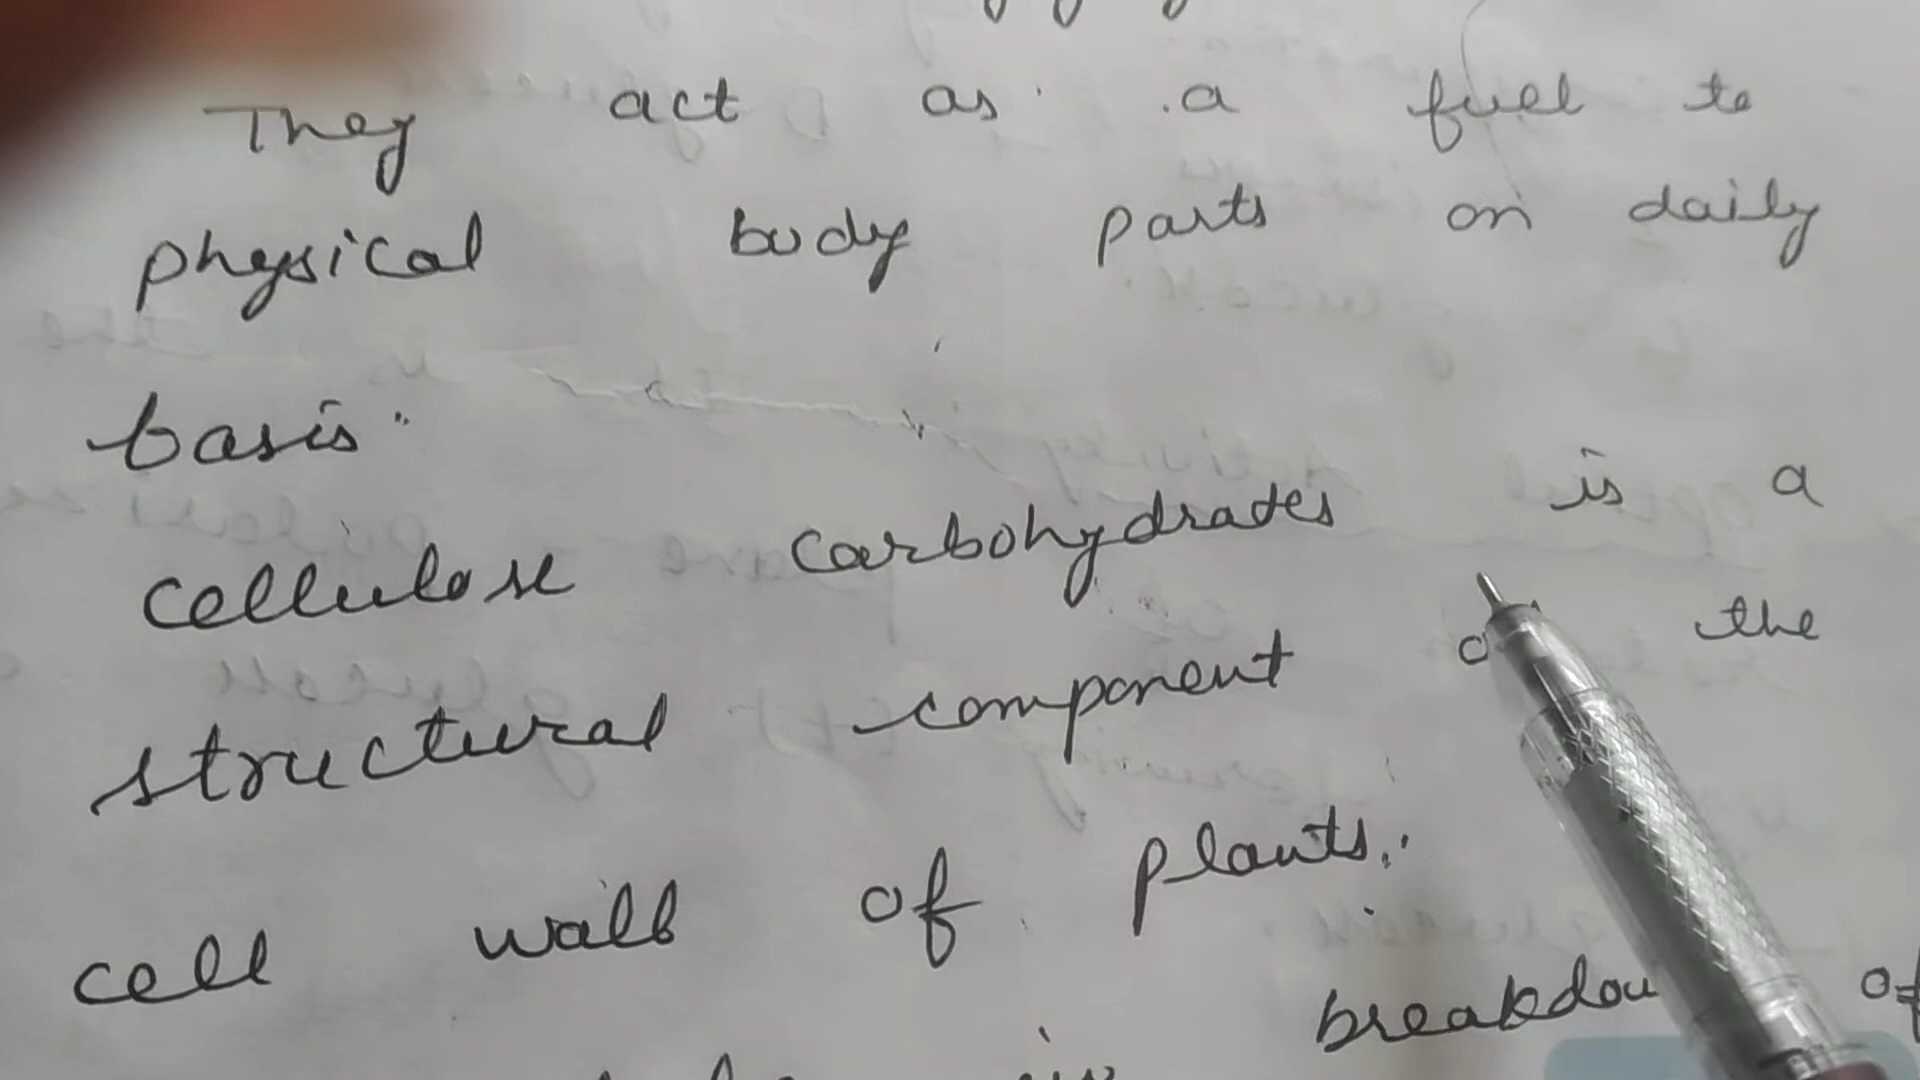 They act as a fuel to
physical body parts on daily
basis.
cellulose carbohydrates is a
structural component the
cell wall of plants.
breakdow of